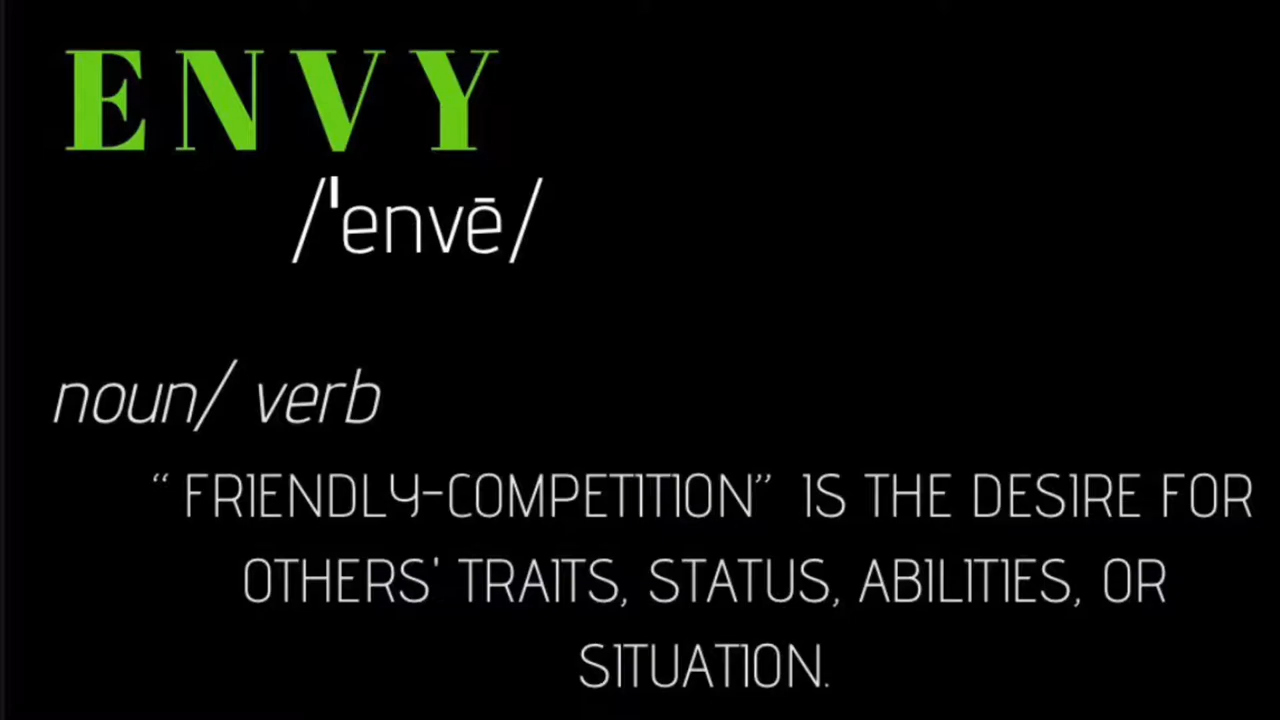 ENVY
/ˈenvē/
noun/ verb
“ FRIENDLY-COMPETITION” IS THE DESIRE FOR
OTHERS' TRAITS, STATUS, ABILITIES, OR
SITUATION.